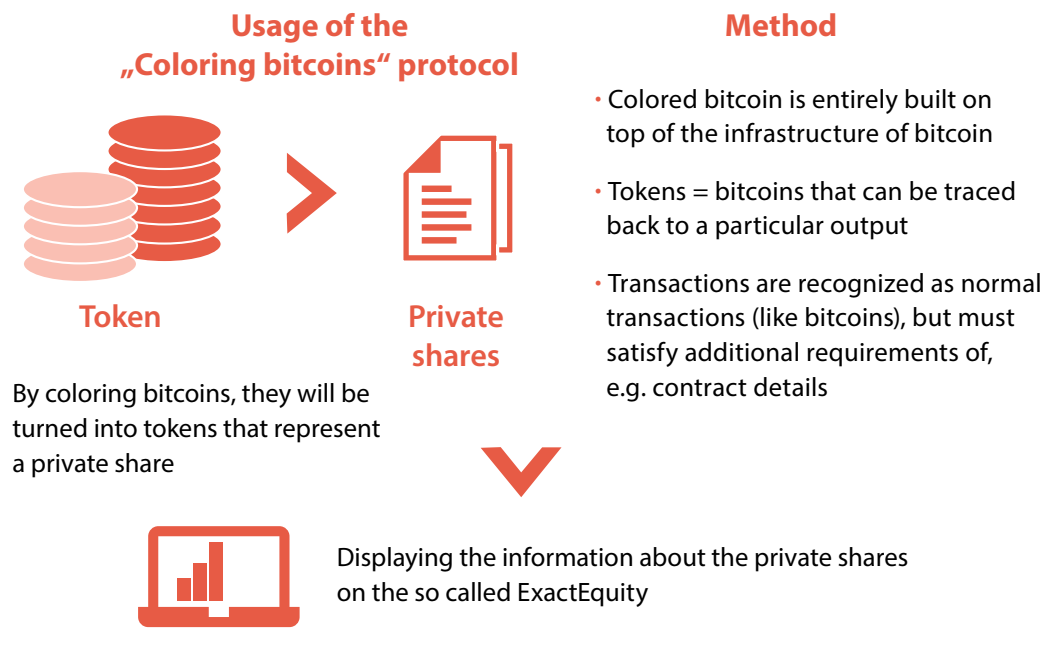 Usage of the
„Coloring bitcoins“ protocol
Token
Private
shares
By coloring bitcoins, they will be
turned into tokens that represent
a private share
Method
• Colored bitcoin is entirely built on
top of the infrastructure of bitcoin
• Tokens = bitcoins that can be traced
back to a particular output
• Transactions are recognized as normal
transactions (like bitcoins), but must
satisfy additional requirements of,
e.g. contract details
Displaying the information about the private shares
on the so called ExactEquity